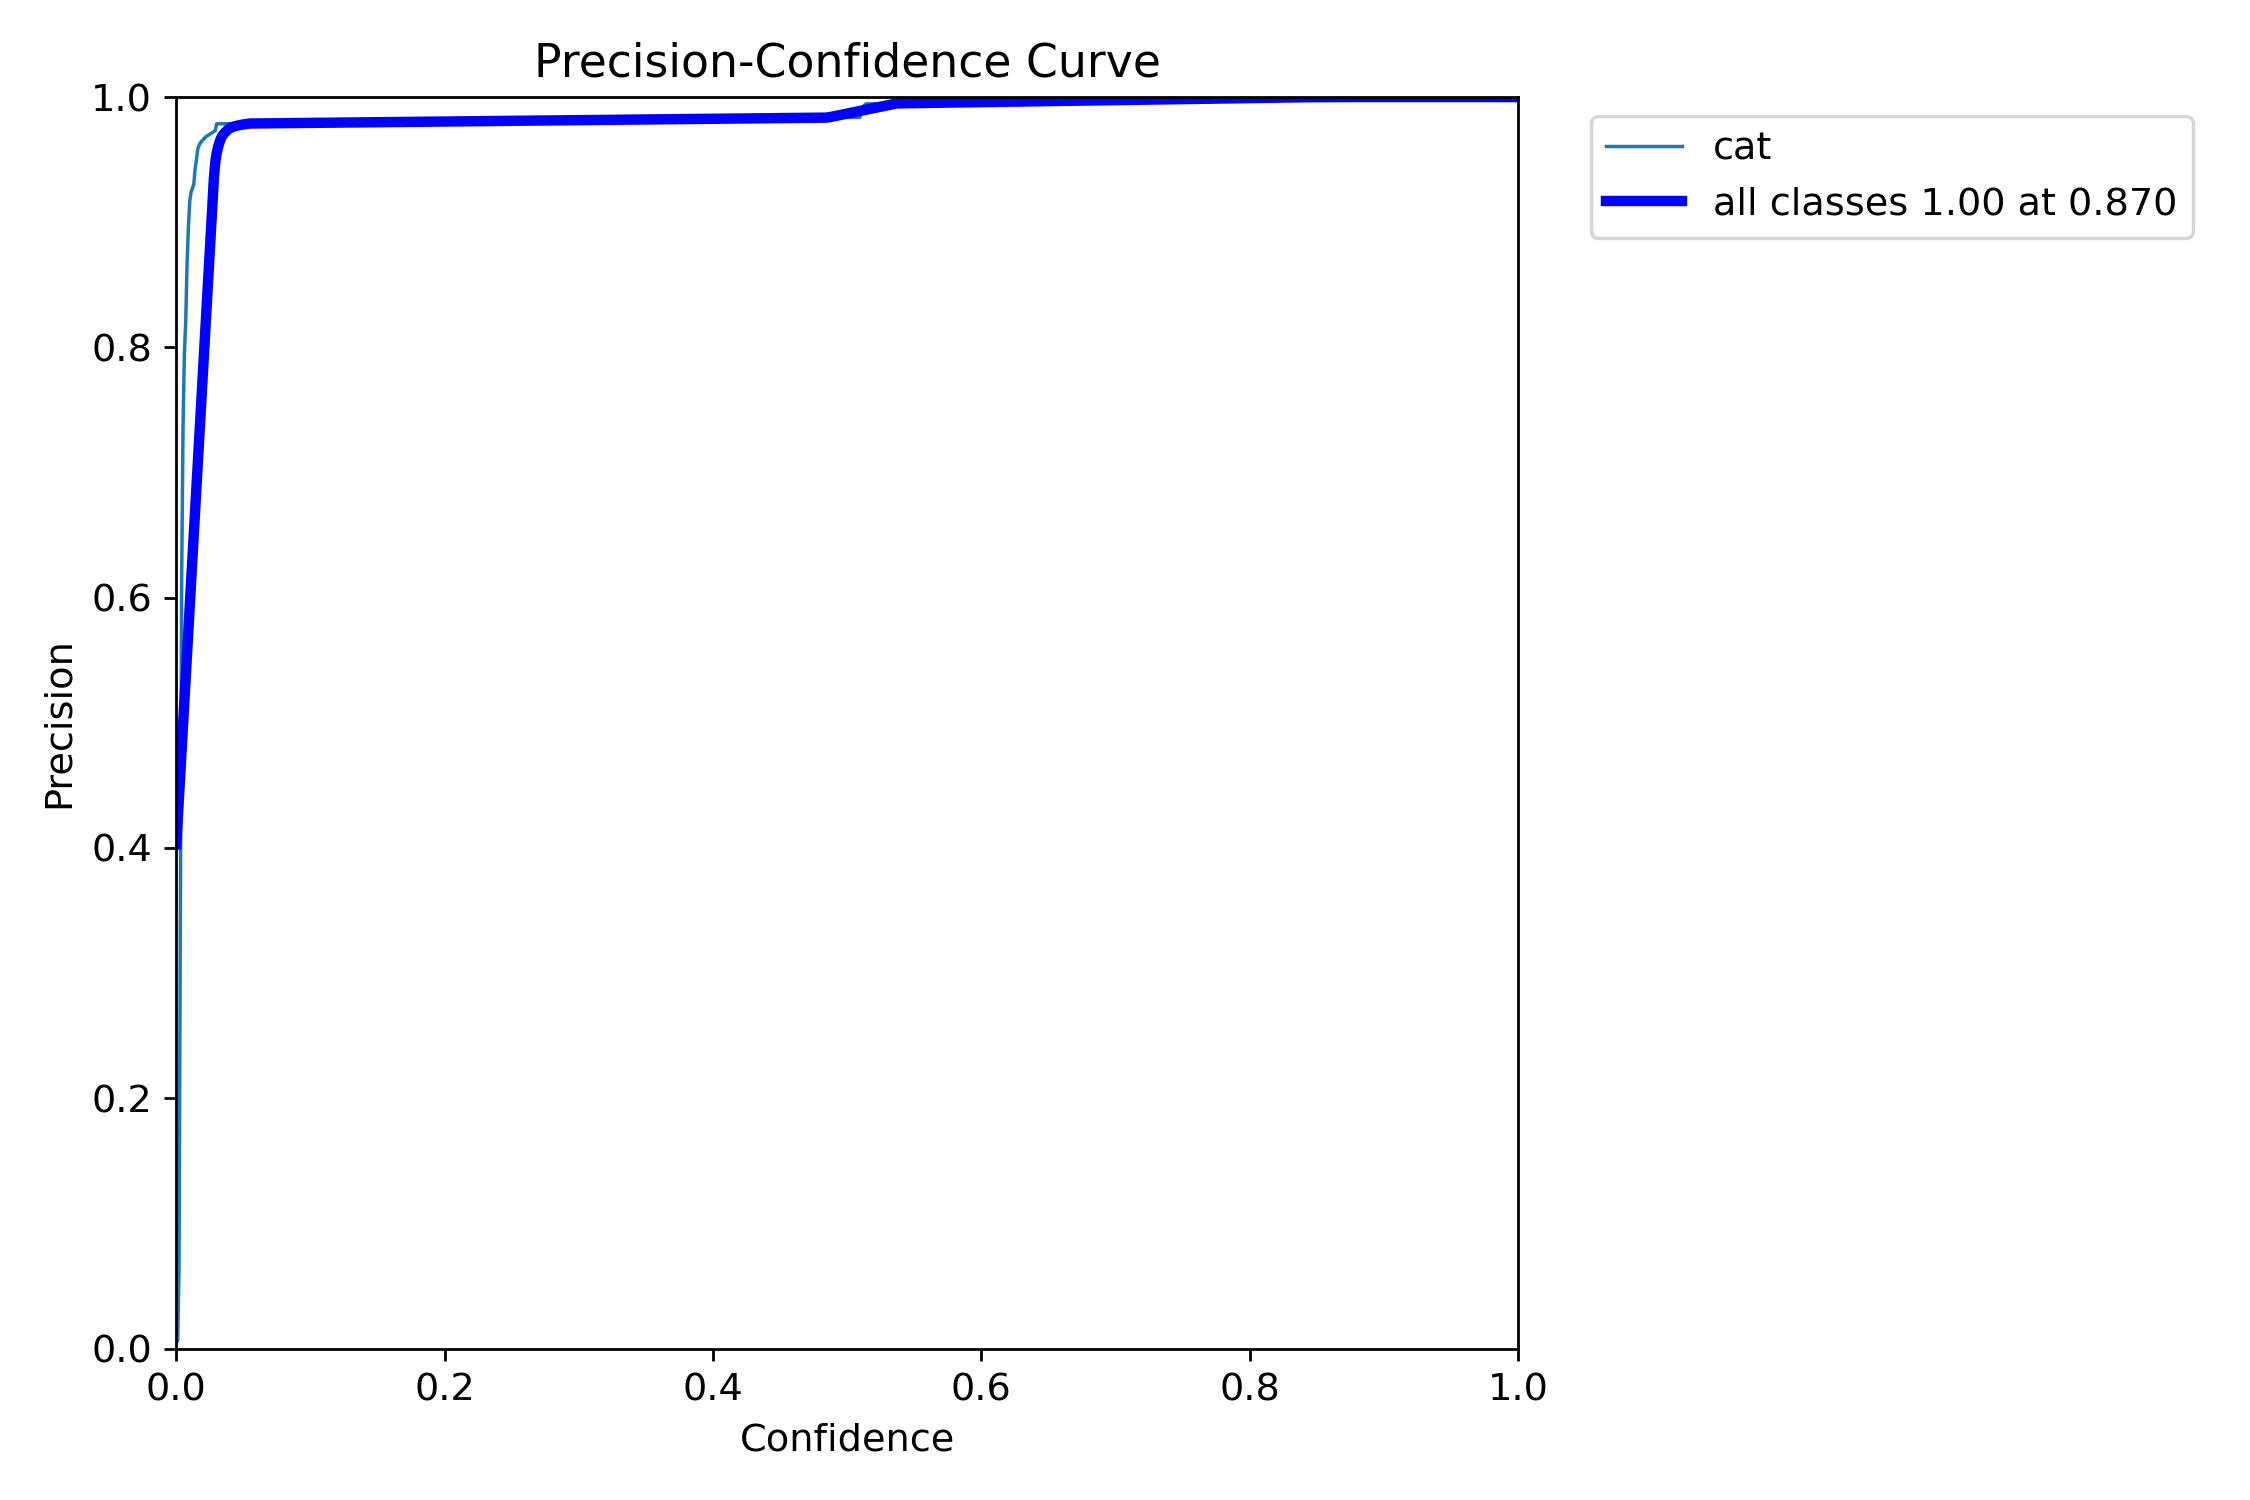 Precision-Confidence Curve
1.0
0.8
0.6
0.4
0.2
0.0
Precision
0.0 0.2 0.4 0.6 0.8 1.0
Confidence
cat
all classes 1.00 at 0.870